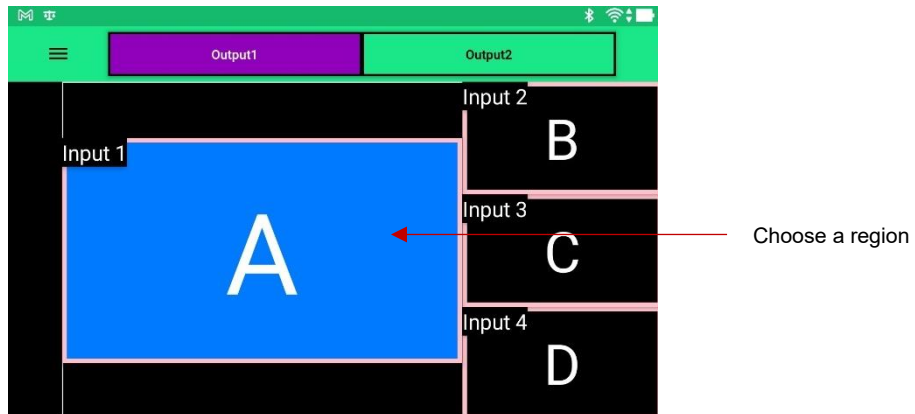 Output1
Output2
Input 1
A
Input 2
B
Input 3
C
Input 4
D
Choose a region